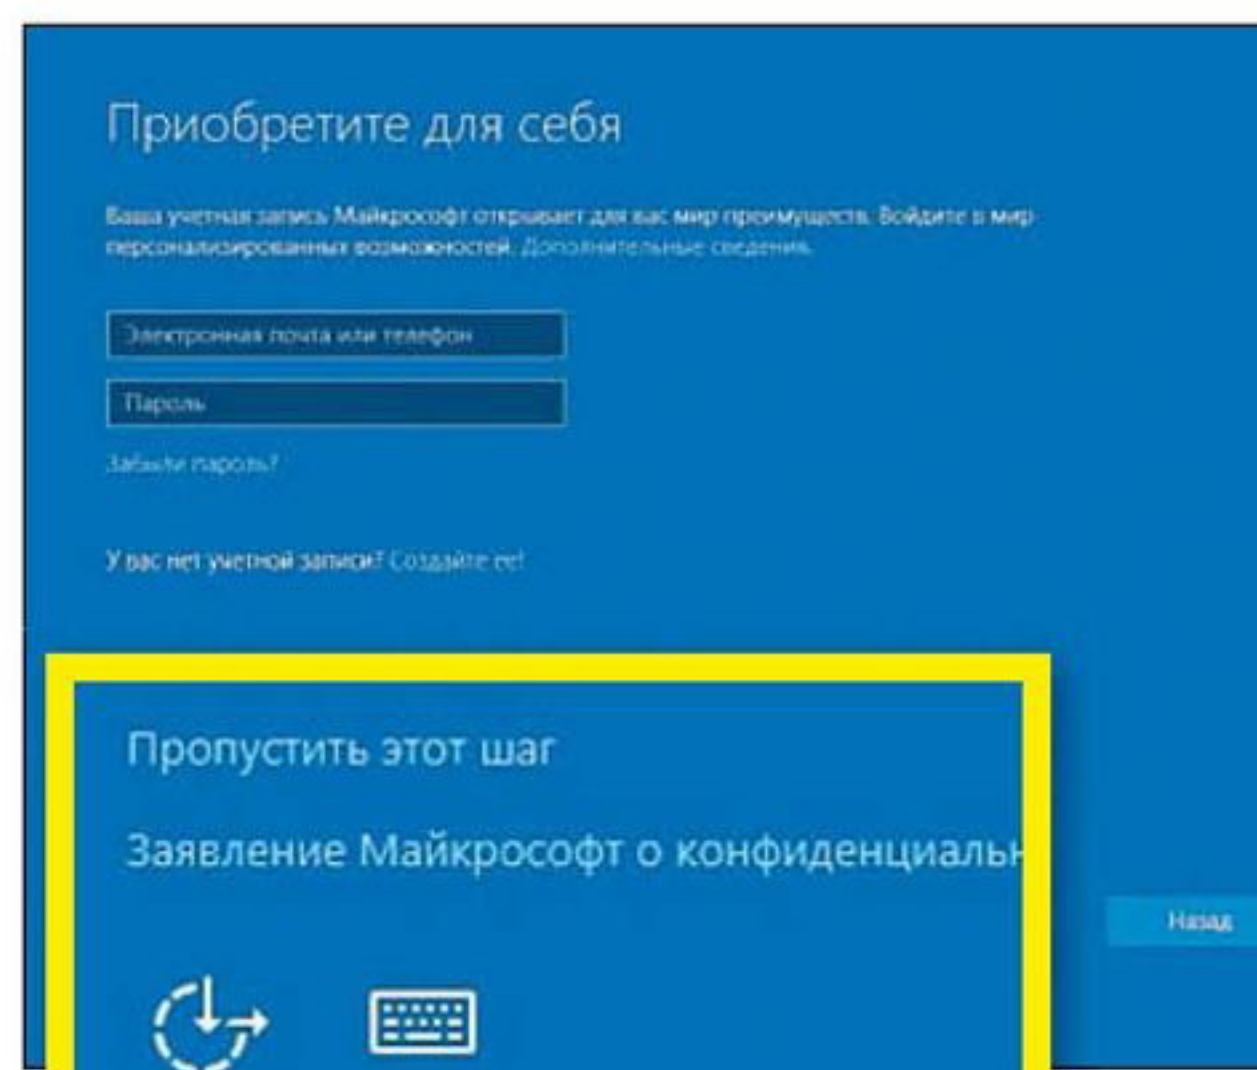 Приобретите для себя
Ваша учетная запись Майкрософт открывает для вас мир преимуществ. Войдите в мир
персонализированных возможностей. Дополнительные сведения.
Электронная почта или телефон
Пароль
Забыли пароль?
У вас нет учетной записи? Создайте ее!
Пропустить этот шаг
Заявление Майкрософт о конфиденциальн
Назад